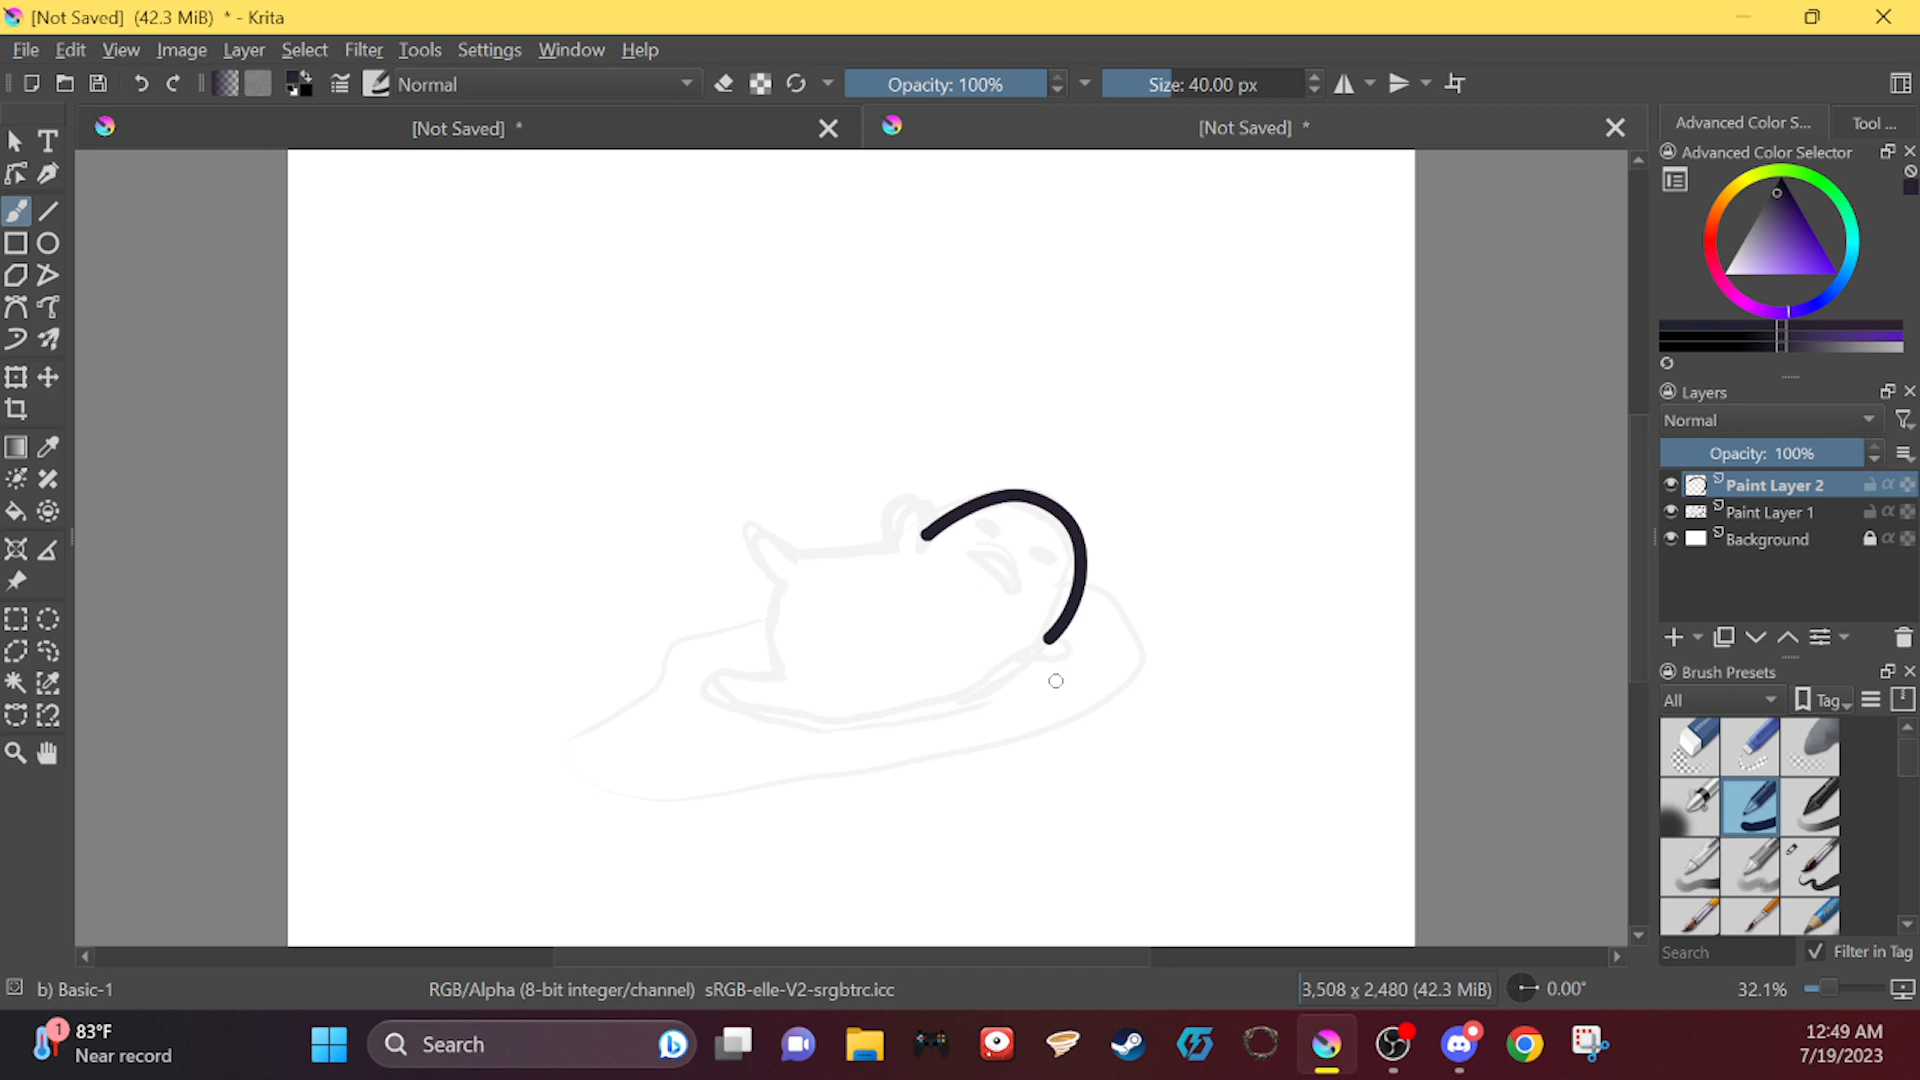 [Not Saved]  (42.3 MiB)  * - Krita
File Edit View Image Layer Select Filter Tools Settings Window Help
Normal
Opacity: 100%
Size: 40.00 px
[Not Saved] *
[Not Saved] *
Advanced Color S...
Tool ...
Advanced Color Selector
Layers
Normal
Opacity: 100%
Paint Layer 2
Paint Layer 1
Background
Brush Presets
All
Tag
Search
Filter in Tag
b) Basic-1
RGB/Alpha (8-bit integer/channel)  sRGB-elle-V2-srgbtrc.icc
3,508 x 2,480 (42.3 MiB)
0.00°
32.1%
1
83°F
Near record
Search
12:49 AM
7/19/2023